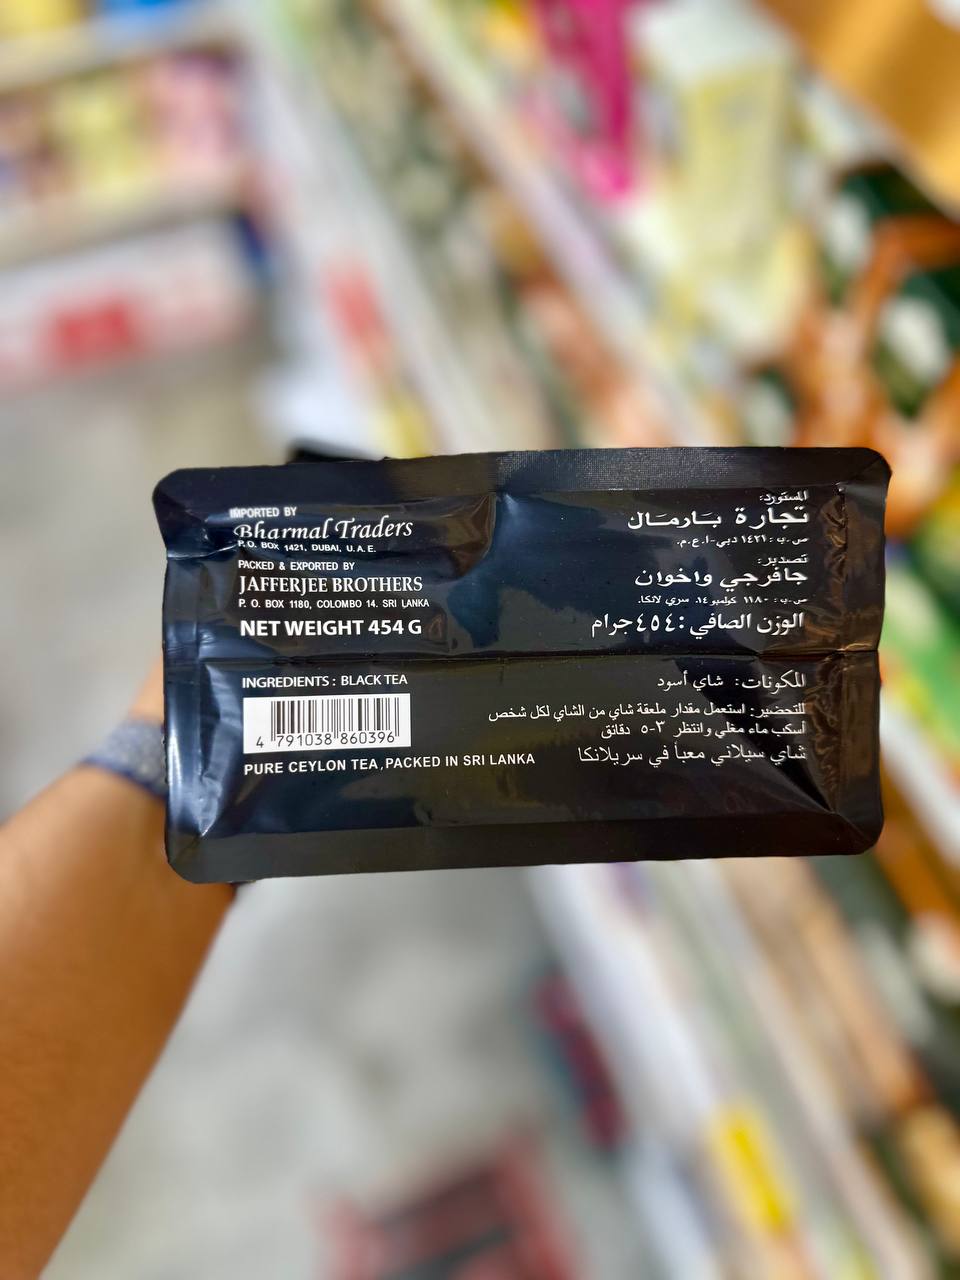 IMPORTED BY
Bharmal Traders
P.O. BOX 1421, DUBAI, U.A.E.
PACKED & EXPORTED BY
JAFFERJEE BROTHERS
P. O. BOX 1180, COLOMBO 14. SRI LANKA
NET WEIGHT 454 G
INGREDIENTS : BLACK TEA
4 791038 860396
PURE CEYLON TEA, PACKED IN SRI LANKA
المستورد:
تجارة بارمال
ص.ب : ١٤٢١ دبي-ا.ع.م.
تصدير:
جافرجي واخوان
ص.ب : ١١٨٠ كولمبو ١٤. سري لانكا.
الوزن الصافي : ٤٥٤ جرام
المكونات: شاي أسود
للتحضير: استعمل مقدار ملعقة شاي من الشاي لكل شخص
أسكب ماء مغلي وانتظر ٣-٥ دقائق
شاي سيلاني معبأ في سريلانكا